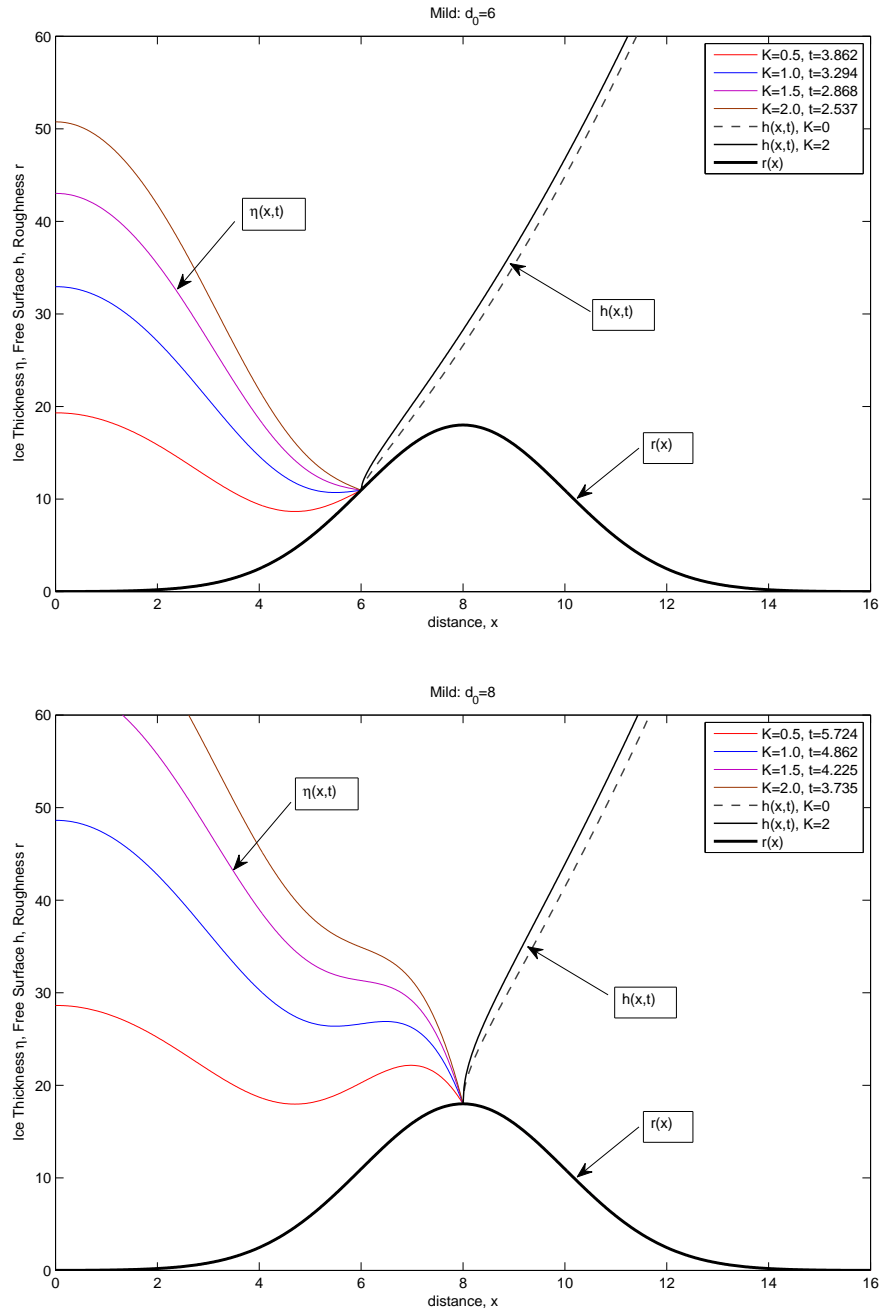 Mild: d_0=6
60
50
40
30
20
10
0
Ice Thickness η, Free Surface h, Roughness r
K=0.5, t=3.862
K=1.0, t=3.294
K=1.5, t=2.868
K=2.0, t=2.537
h(x,t), K=0
h(x,t), K=2
r(x)
η(x,t)
h(x,t)
r(x)
0 2 4 6 8 10 12 14 16
distance, x
Mild: d_0=8
60
50
40
30
20
10
0
Ice Thickness η, Free Surface h, Roughness r
K=0.5, t=5.724
K=1.0, t=4.862
K=1.5, t=4.225
K=2.0, t=3.735
h(x,t), K=0
h(x,t), K=2
r(x)
η(x,t)
h(x,t)
r(x)
0 2 4 6 8 10 12 14 16
distance, x